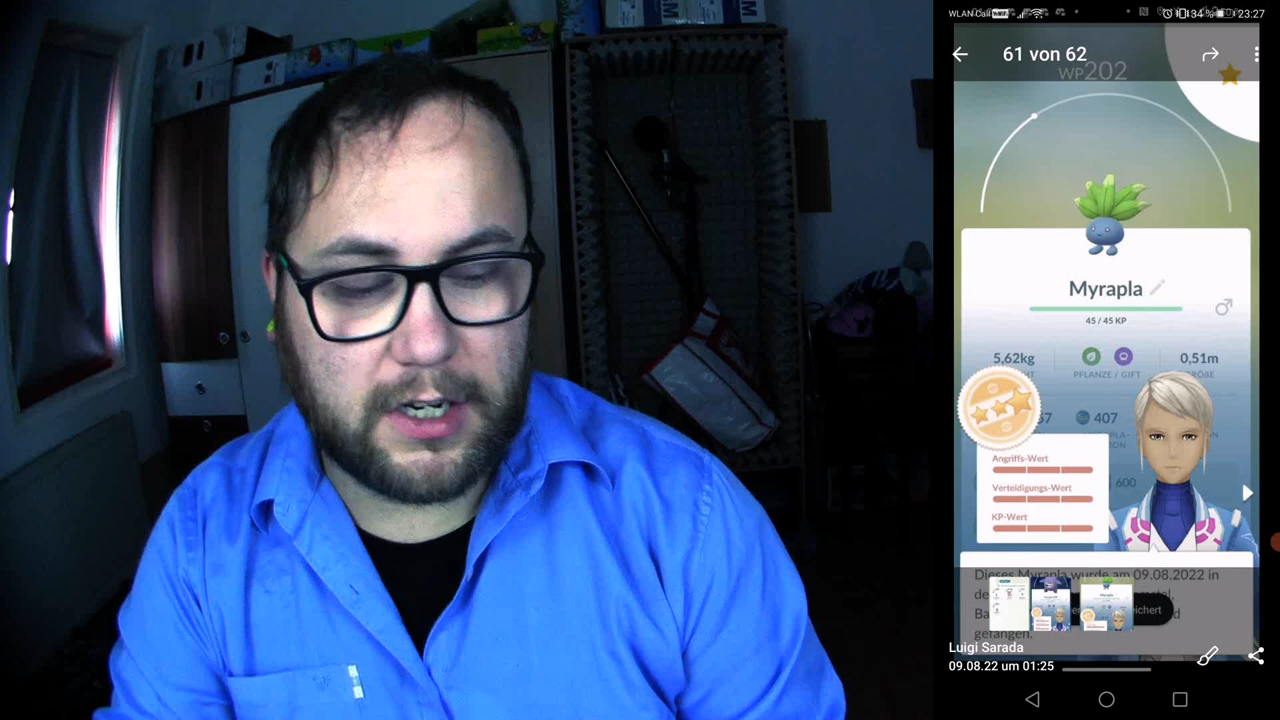 WLAN Call
34 %
23:27
61 von 62
WP202
Myrapla
45 / 45 KP
5,62kg
0,51m
PFLANZE / GIFT
407
Angriffs-Wert
600
Verteidigungs-Wert
KP-Wert
Dieses Myrapla wurde am 09.08.2022 in
gefangen.
Luigi Sarada
09.08.22 um 01:25